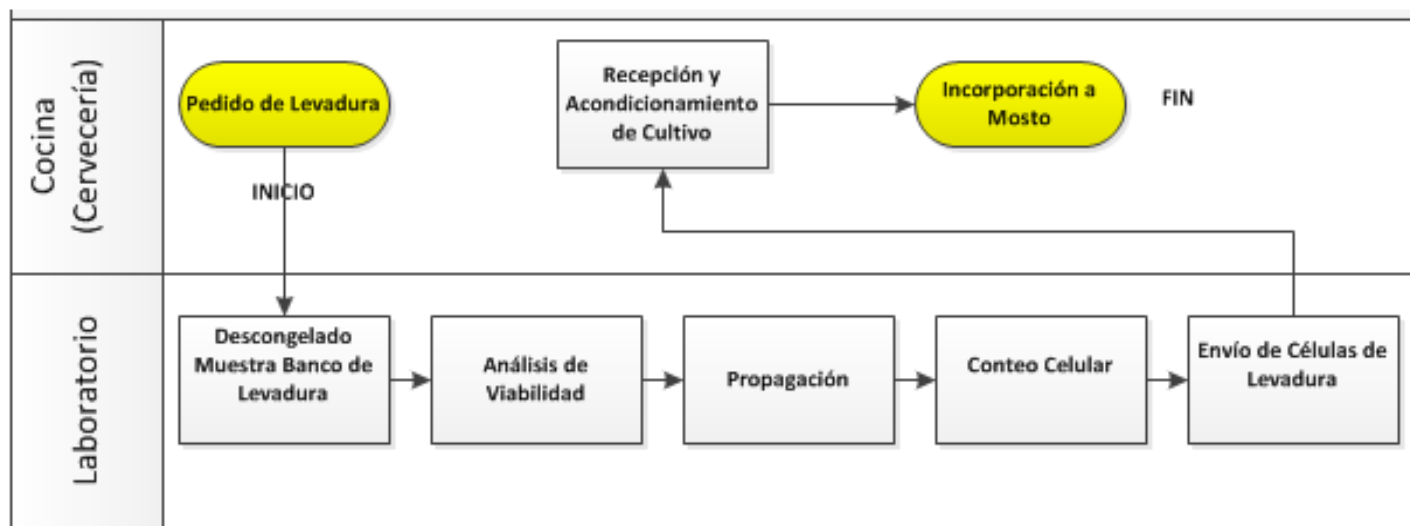 Cocina
(Cervecería)
Pedido de Levadura
INICIO
Recepción y
Acondicionamiento
de Cultivo
Incorporación a
Mosto
FIN
Laboratorio
Descongelado
Muestra Banco de
Levadura
Análisis de
Viabilidad
Propagación
Conteo Celular
Envío de Células de
Levadura